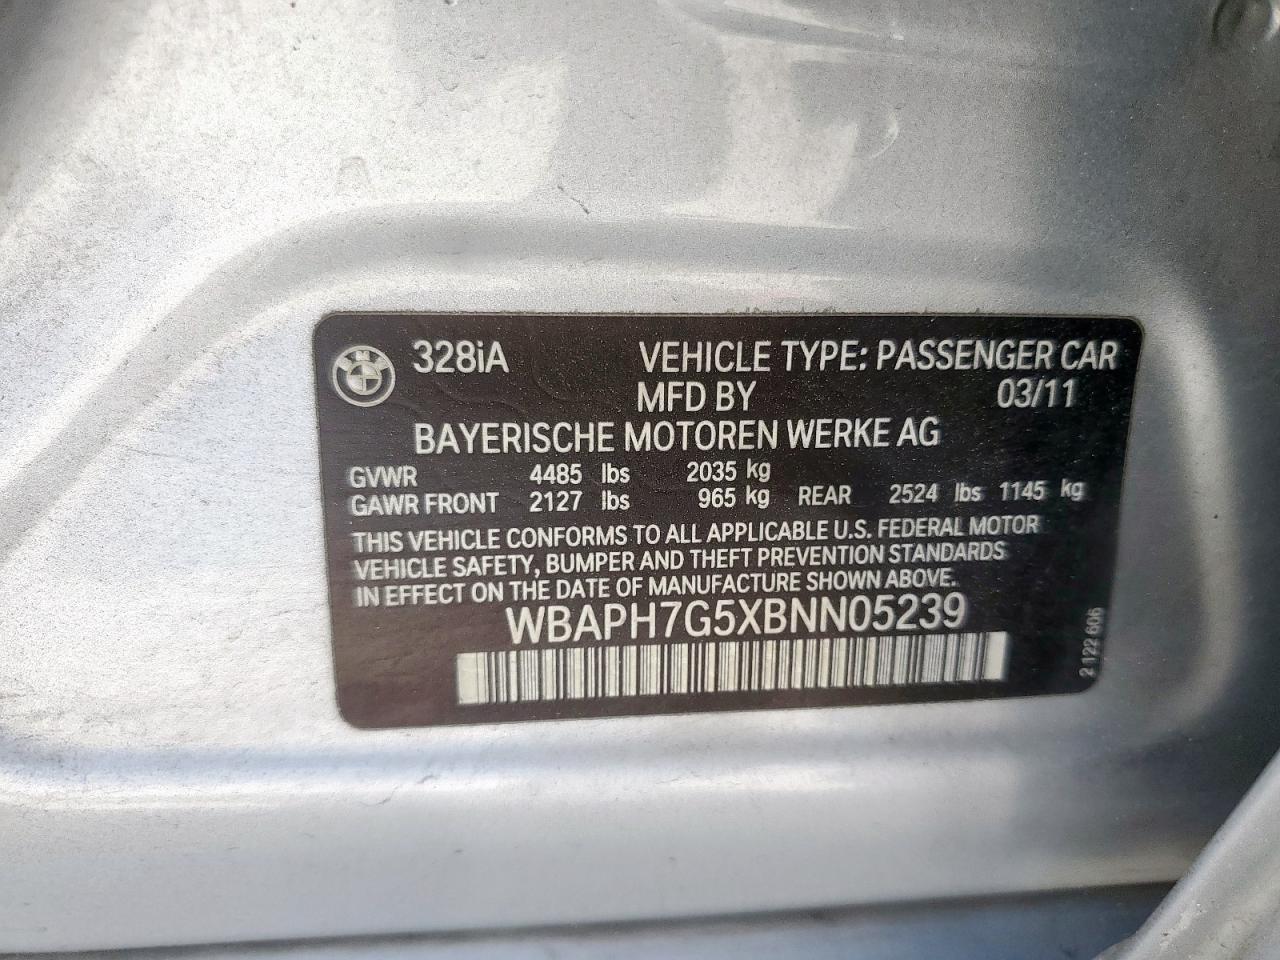 328iA VEHICLE TYPE: PASSENGER CAR
MFD BY 03/11
BAYERISCHE MOTOREN WERKE AG
GVWR 4485 lbs 2035 kg
GAWR FRONT 2127 lbs 965 kg REAR 2524 lbs 1145 kg
THIS VEHICLE CONFORMS TO ALL APPLICABLE U.S. FEDERAL MOTOR
VEHICLE SAFETY, BUMPER AND THEFT PREVENTION STANDARDS
IN EFFECT ON THE DATE OF MANUFACTURE SHOWN ABOVE.
WBAPH7G5XBNN05239
2 122 606